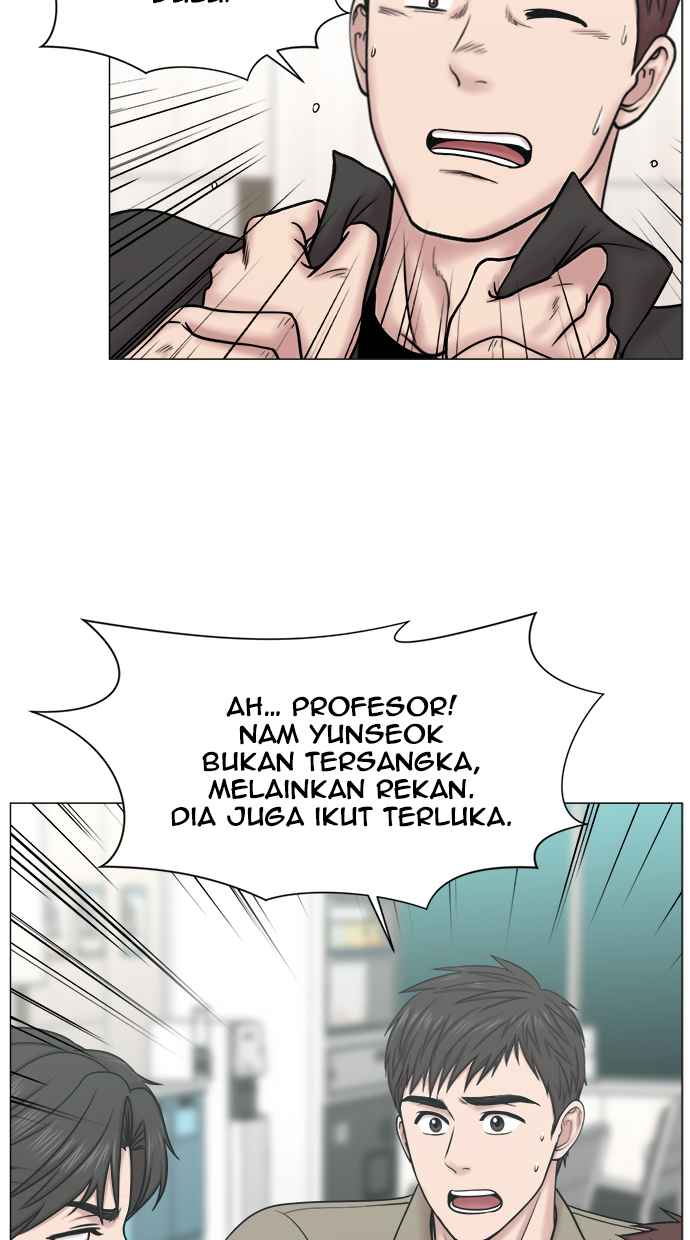 AH... PROFESOR!
NAM YUNSEOK
BUKAN TERSANGKA,
MELAINKAN REKAN.
DIA JUGA IKUT TERLUKA.